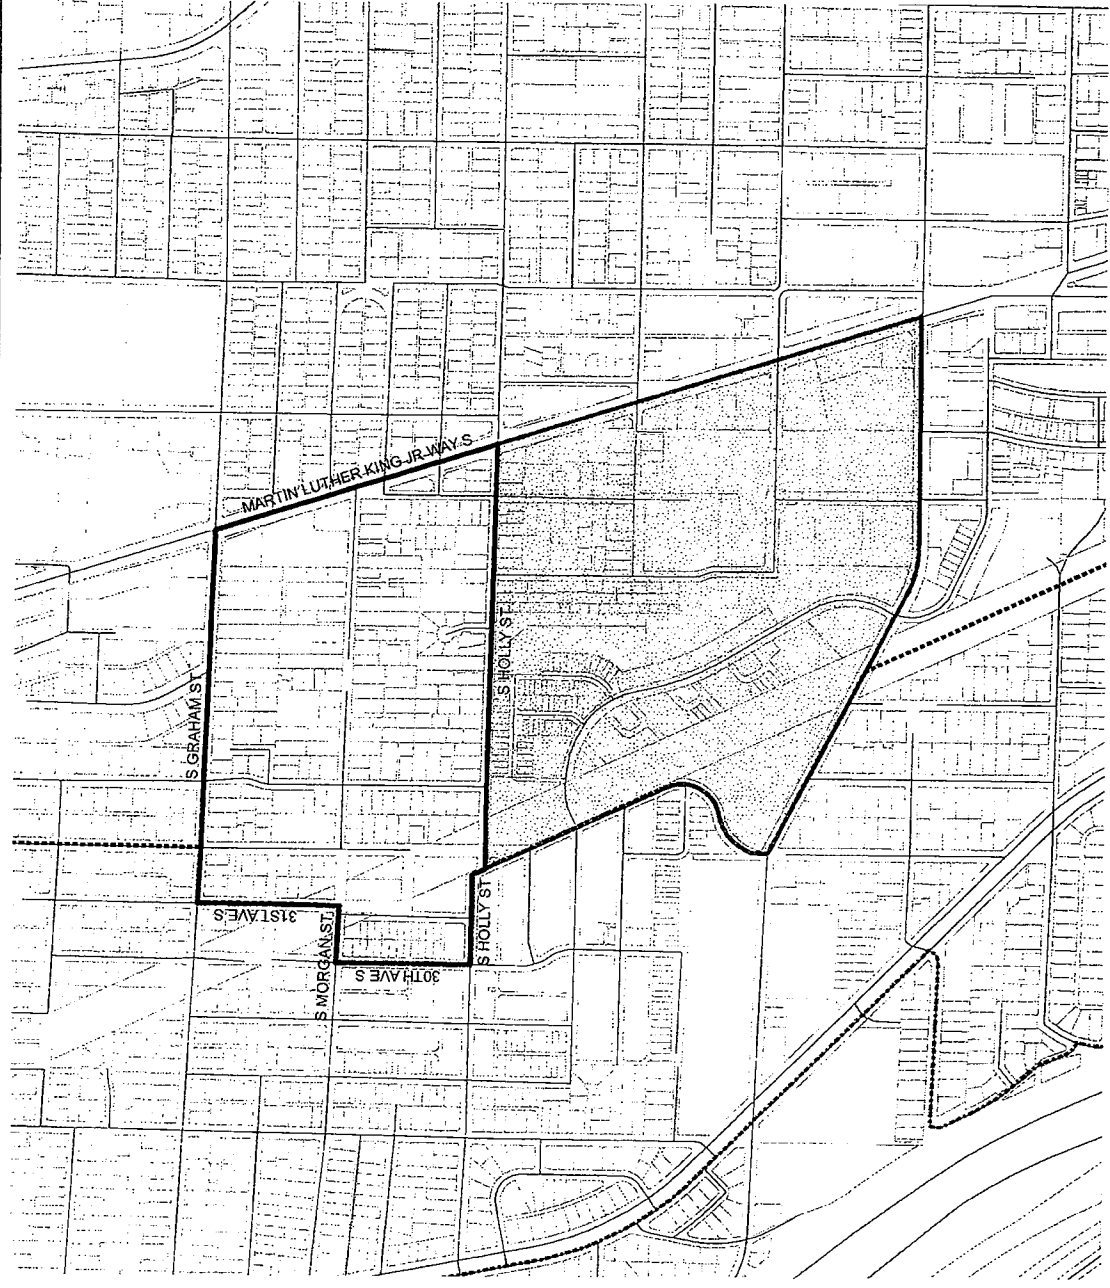 MARTIN LUTHER KING JR WAY S
S HOLLY ST
S GRAHAM ST
S HOLLY ST
31ST AVE S
S MORGAN ST
30TH AVE S